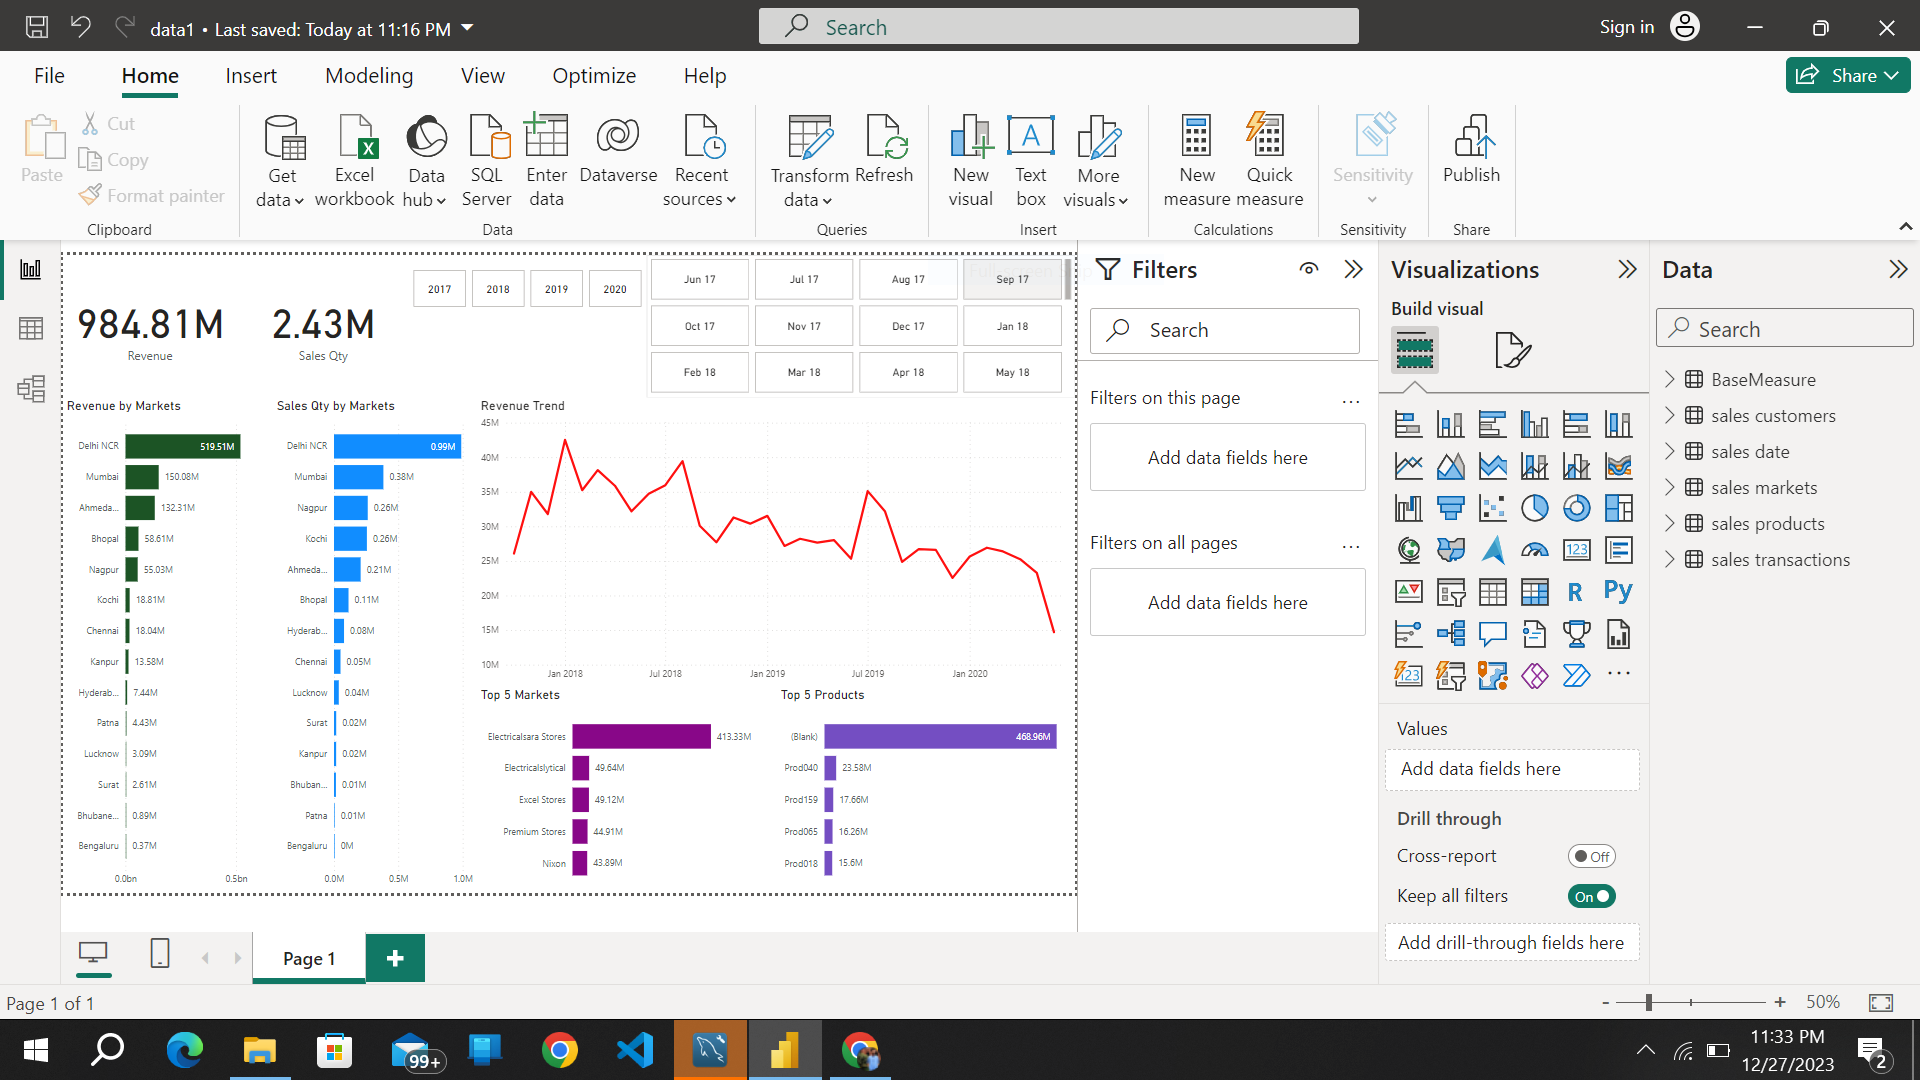 data1 • Last saved: Today at 11:16 PM
Search
Sign in
File Home Insert Modeling View Optimize Help
Share
Paste
Cut
Copy
Format painter
Clipboard
Get data
Excel workbook
Data hub
SQL Server
Enter data
Dataverse
Recent sources
Data
Transform data
Refresh
Queries
New visual
Text box
More visuals
Insert
New measure
Quick measure
Calculations
Sensitivity
Sensitivity
Publish
Share
984.81M
Revenue
2.43M
Sales Qty
2017 2018 2019 2020
Jun 17 Jul 17 Aug 17 Sep 17
Oct 17 Nov 17 Dec 17 Jan 18
Feb 18 Mar 18 Apr 18 May 18
Revenue by Markets
Delhi NCR 519.51M
Mumbai 150.08M
Ahmeda... 132.31M
Bhopal 58.61M
Nagpur 55.03M
Kochi 18.81M
Chennai 18.04M
Kanpur 13.58M
Hyderab... 7.44M
Patna 4.43M
Lucknow 3.09M
Surat 2.61M
Bhubane... 0.89M
Bengaluru 0.37M
0.0bn 0.5bn
Sales Qty by Markets
Delhi NCR 0.99M
Mumbai 0.38M
Nagpur 0.26M
Kochi 0.26M
Ahmeda... 0.21M
Bhopal 0.11M
Hyderab... 0.08M
Chennai 0.05M
Lucknow 0.04M
Surat 0.02M
Kanpur 0.02M
Bhuban... 0.01M
Patna 0.01M
Bengaluru 0M
0.0M 0.5M 1.0M
Revenue Trend
45M
40M
35M
30M
25M
20M
15M
10M
Jan 2018 Jul 2018 Jan 2019 Jul 2019 Jan 2020
Top 5 Markets
Electricalsara Stores 413.33M
Electricalslytical 49.64M
Excel Stores 49.12M
Premium Stores 44.91M
Nixon 43.89M
Top 5 Products
(Blank) 468.96M
Prod040 23.58M
Prod159 17.66M
Prod065 16.26M
Prod018 15.6M
Filters
Search
Filters on this page ...
Add data fields here
Filters on all pages ...
Add data fields here
Visualizations
Build visual
123
R Py
123
...
Values
Add data fields here
Drill through
Cross-report Off
Keep all filters On
Add drill-through fields here
Data
Search
BaseMeasure
sales customers
sales date
sales markets
sales products
sales transactions
Page 1
+
Page 1 of 1
- + 50%
99+
11:33 PM
12/27/2023
2